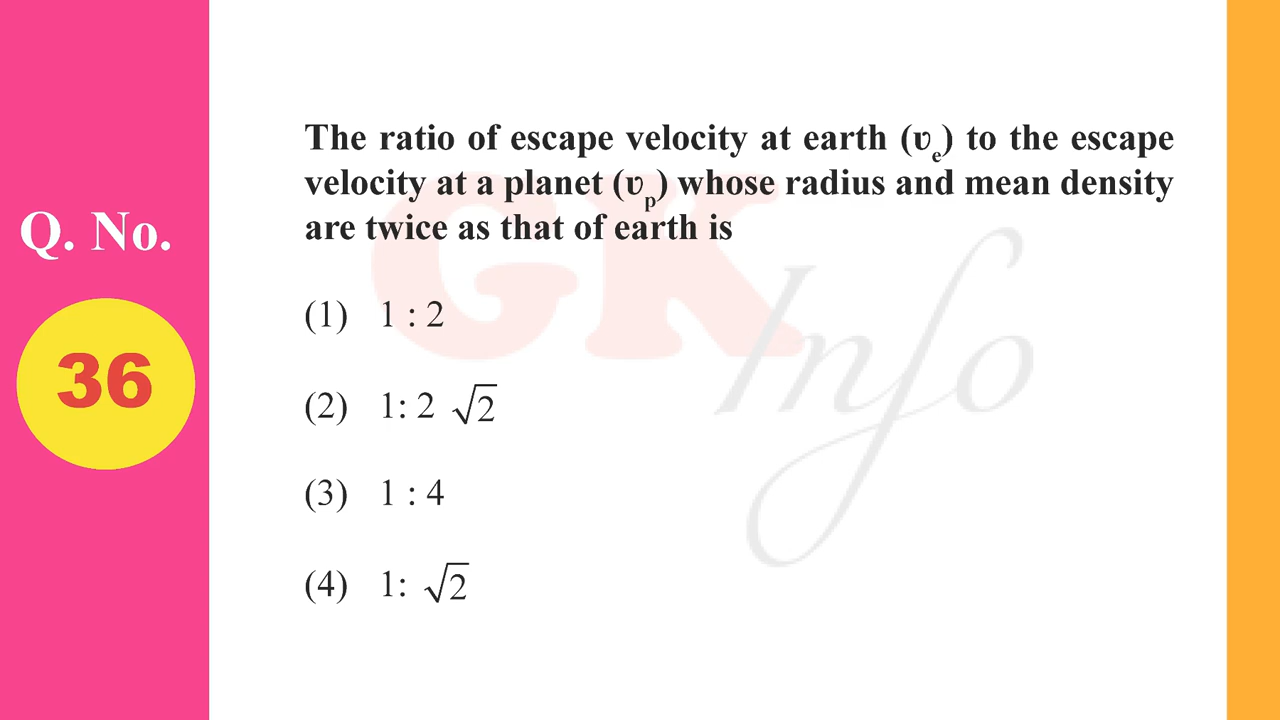 Q. No.
36
The ratio of escape velocity at earth (υₑ) to the escape
velocity at a planet (υₚ) whose radius and mean density
are twice as that of earth is
(1) 1 : 2
(2) 1: 2 √2
(3) 1 : 4
(4) 1: √2
GK
Info